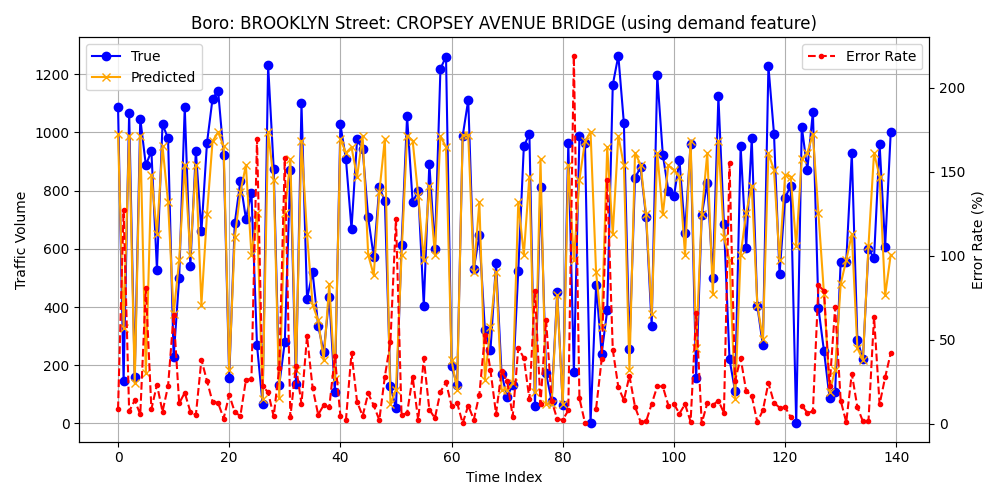 Boro: BROOKLYN Street: CROPSEY AVENUE BRIDGE (using demand feature)
True
Predicted
Error Rate
Traffic Volume
1200
1000
800
600
400
200
0
200
150
100
50
0
Error Rate (%)
0 20 40 60 80 100 120 140
Time Index